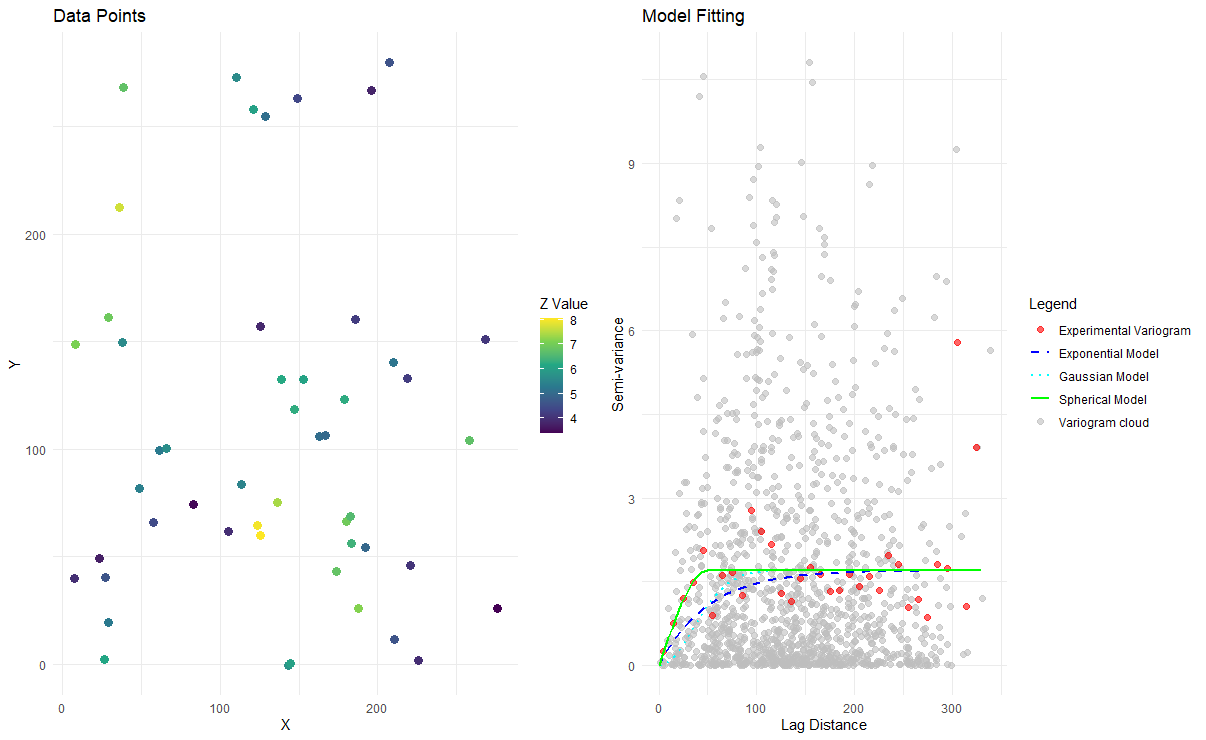 Data Points
Model Fitting
Y
200
100
0
0
100
200
X
Z Value
8
7
6
5
4
Semi-variance
9
6
3
0
0
100
200
300
Lag Distance
Legend
Experimental Variogram
Exponential Model
Gaussian Model
Spherical Model
Variogram cloud